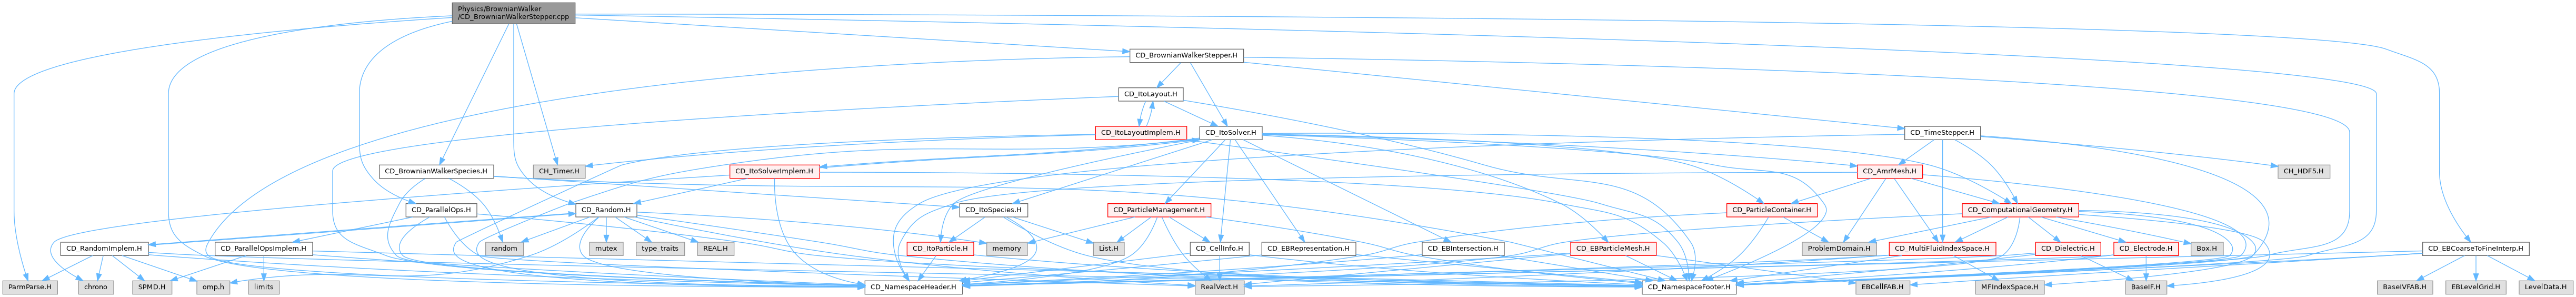 Physics/BrownianWalker
/CD_BrownianWalkerStepper.cpp
CD_BrownianWalkerStepper.H
CD_ItoLayout.H
CD_ItoLayoutImplem.H
CD_ItoSolver.H
CD_TimeStepper.H
CD_BrownianWalkerSpecies.H
CH_Timer.H
CD_ItoSolverImplem.H
CD_AmrMesh.H
CH_HDF5.H
CD_ParallelOps.H
CD_Random.H
CD_ItoSpecies.H
CD_ParticleManagement.H
CD_ParticleContainer.H
CD_ComputationalGeometry.H
CD_RandomImplem.H
CD_ParallelOpsImplem.H
random
mutex
type_traits
REAL.H
CD_ItoParticle.H
memory
List.H
CD_CellInfo.H
CD_EBRepresentation.H
CD_EBIntersection.H
CD_EBParticleMesh.H
ProblemDomain.H
CD_MultiFluidIndexSpace.H
CD_Dielectric.H
CD_Electrode.H
Box.H
CD_EBCoarseToFineInterp.H
ParmParse.H
chrono
SPMD.H
omp.h
limits
CD_NamespaceHeader.H
RealVect.H
CD_NamespaceFooter.H
EBCellFAB.H
MFIndexSpace.H
BaseIF.H
BaseIVFAB.H
EBLevelGrid.H
LevelData.H